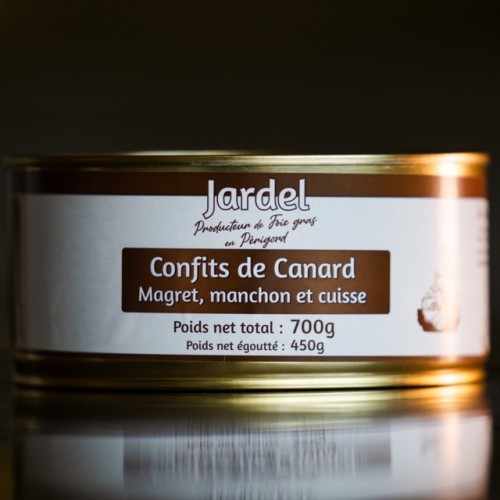 Jardel
Producteur de Foie gras
en Périgord
Confits de Canard
Magret, manchon et cuisse
Poids net total : 700g
Poids net égoutté : 450g